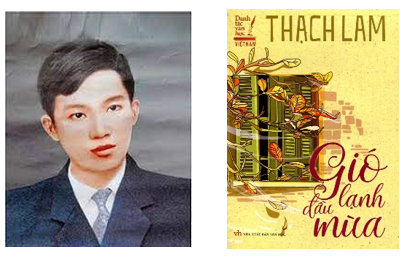 Danh
tác văn
học
VIỆT NAM
THẠCH LAM
Gió
lạnh
đầu
mùa